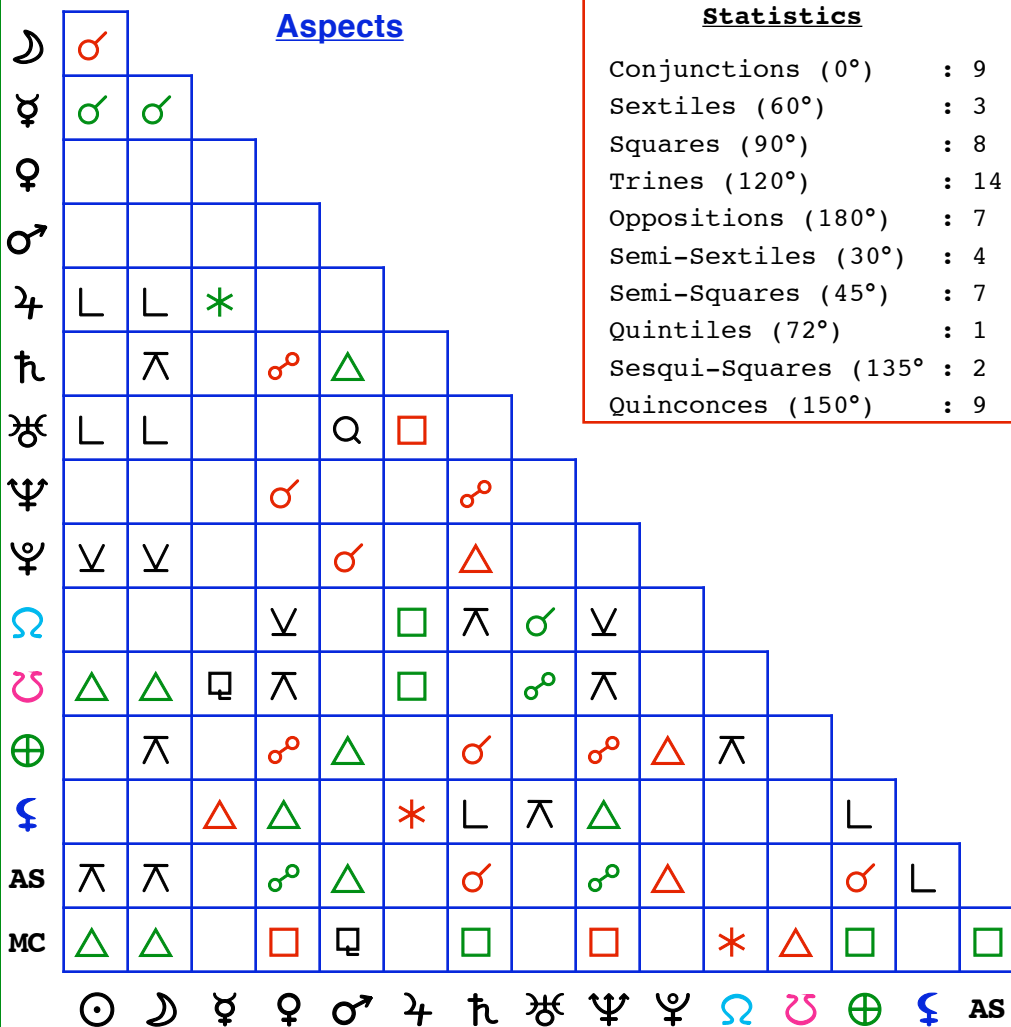 Aspects
Statistics
Conjunctions (0°) : 9
Sextiles (60°) : 3
Squares (90°) : 8
Trines (120°) : 14
Oppositions (180°) : 7
Semi-Sextiles (30°) : 4
Semi-Squares (45°) : 7
Quintiles (72°) : 1
Sesqui-Squares (135° : 2
Quinconces (150°) : 9
AS
MC
AS